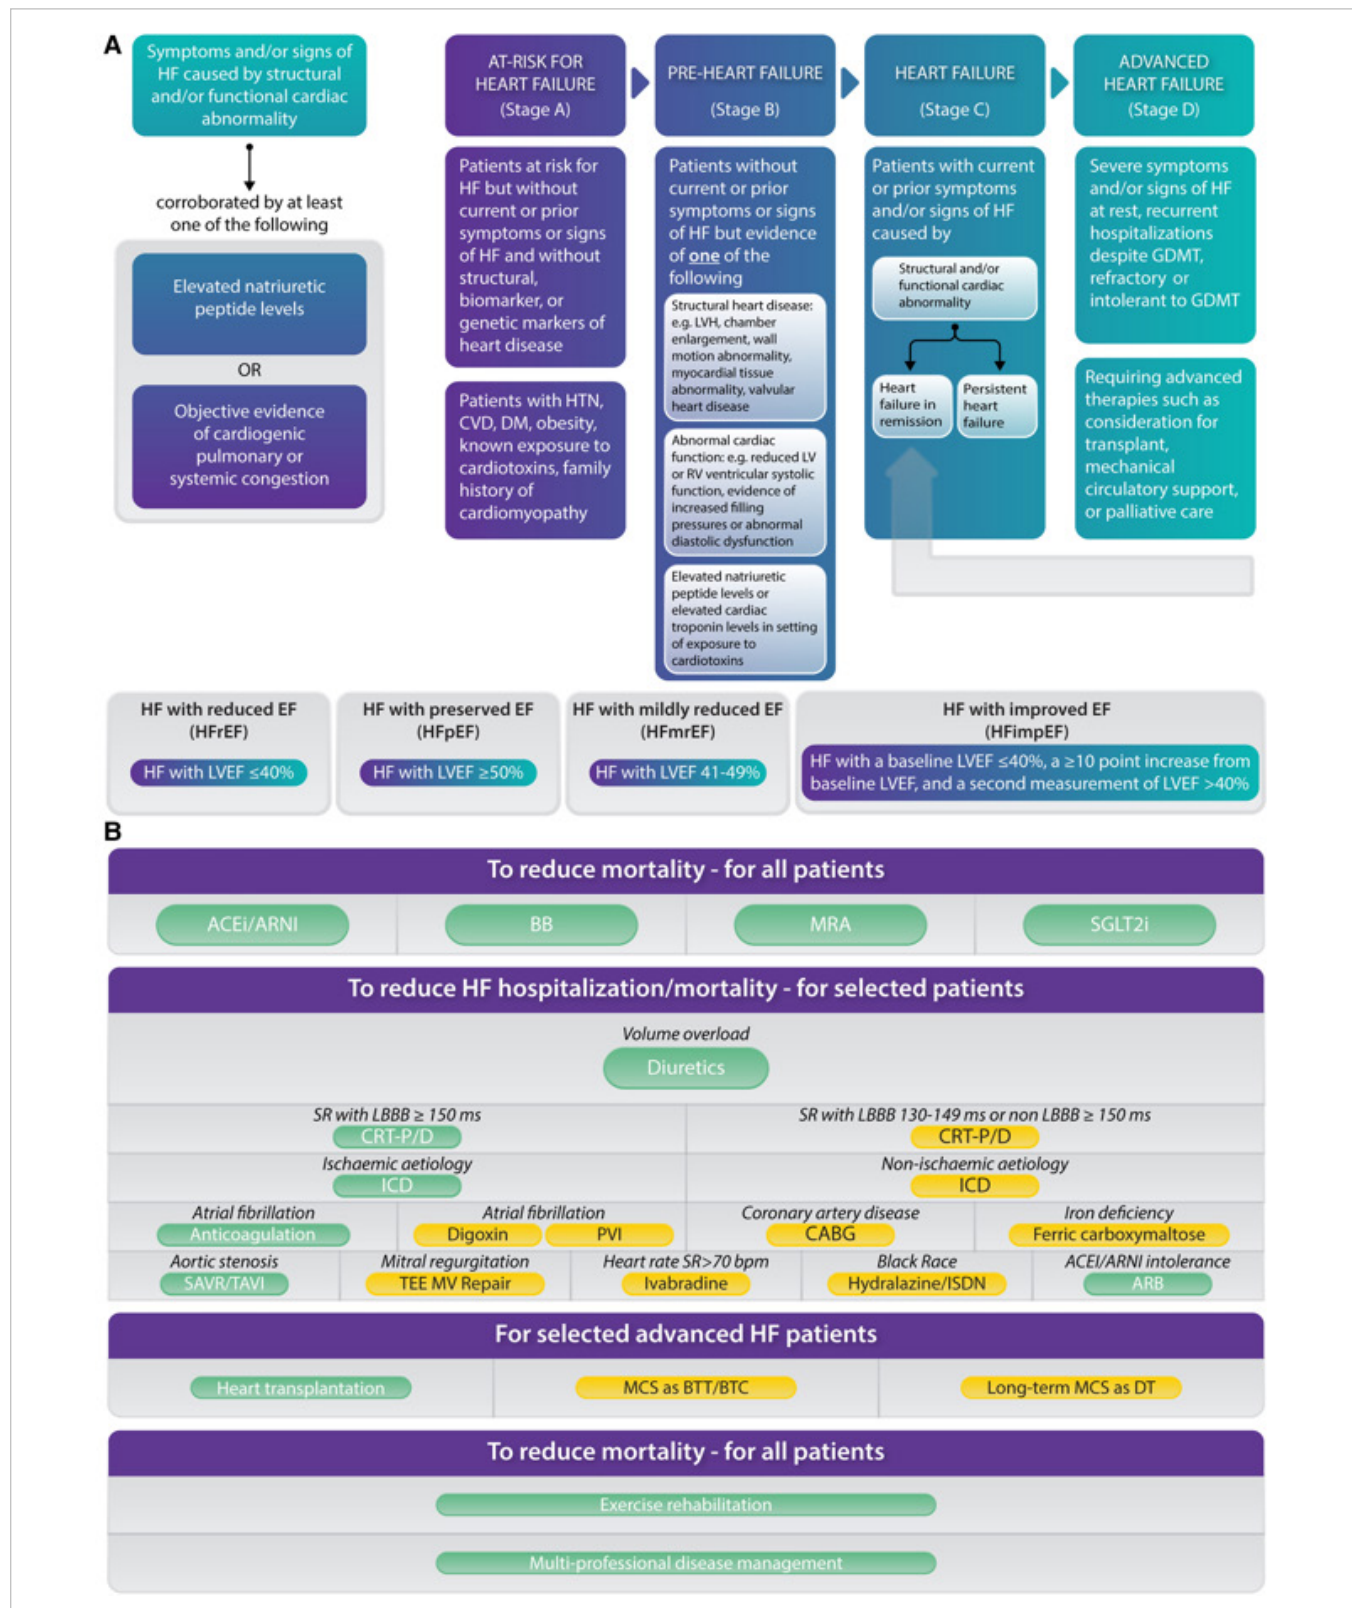 A
Symptoms and/or signs of
HF caused by structural
and/or functional cardiac
abnormality
corroborated by at least
one of the following
Elevated natriuretic
peptide levels
OR
Objective evidence
of cardiogenic
pulmonary or
systemic congestion
AT-RISK FOR
HEART FAILURE
(Stage A)
Patients at risk for
HF but without
current or prior
symptoms or signs
of HF and without
structural,
biomarker, or
genetic markers of
heart disease
Patients with HTN,
CVD, DM, obesity,
known exposure to
cardiotoxins, family
history of
cardiomyopathy
PRE-HEART FAILURE
(Stage B)
Patients without
current or prior
symptoms or signs
of HF but evidence
of one of the
following
Structural heart disease:
e.g. LVH, chamber
enlargement, wall
motion abnormality,
myocardial tissue
abnormality, valvular
heart disease
Abnormal cardiac
function: e.g. reduced LV
or RV ventricular systolic
function, evidence of
increased filling
pressures or abnormal
diastolic dysfunction
Elevated natriuretic
peptide levels or
elevated cardiac
troponin levels in setting
of exposure to
cardiotoxins
HEART FAILURE
(Stage C)
Patients with current
or prior symptoms
and/or signs of HF
caused by
Structural and/or
functional cardiac
abnormality
Heart
failure in
remission
Persistent
heart
failure
ADVANCED
HEART FAILURE
(Stage D)
Severe symptoms
and/or signs of HF
at rest, recurrent
hospitalizations
despite GDMT,
refractory or
intolerant to GDMT
Requiring advanced
therapies such as
consideration for
transplant,
mechanical
circulatory support,
or palliative care
HF with reduced EF
(HFrEF)
HF with LVEF ≤40%
HF with preserved EF
(HFpEF)
HF with LVEF ≥50%
HF with mildly reduced EF
(HFmrEF)
HF with LVEF 41-49%
HF with improved EF
(HFimpEF)
HF with a baseline LVEF ≤40%, a ≥10 point increase from
baseline LVEF, and a second measurement of LVEF >40%
B
To reduce mortality - for all patients
ACEi/ARNI
BB
MRA
SGLT2i
To reduce HF hospitalization/mortality - for selected patients
Volume overload
Diuretics
SR with LBBB ≥ 150 ms
CRT-P/D
SR with LBBB 130-149 ms or non LBBB ≥ 150 ms
CRT-P/D
Ischaemic aetiology
ICD
Non-ischaemic aetiology
ICD
Atrial fibrillation
Anticoagulation
Atrial fibrillation
Digoxin
PVI
Coronary artery disease
CABG
Iron deficiency
Ferric carboxymaltose
Aortic stenosis
SAVR/TAVI
Mitral regurgitation
TEE MV Repair
Heart rate SR>70 bpm
Ivabradine
Black Race
Hydralazine/ISDN
ACEI/ARNI intolerance
ARB
For selected advanced HF patients
Heart transplantation
MCS as BTT/BTC
Long-term MCS as DT
To reduce mortality - for all patients
Exercise rehabilitation
Multi-professional disease management